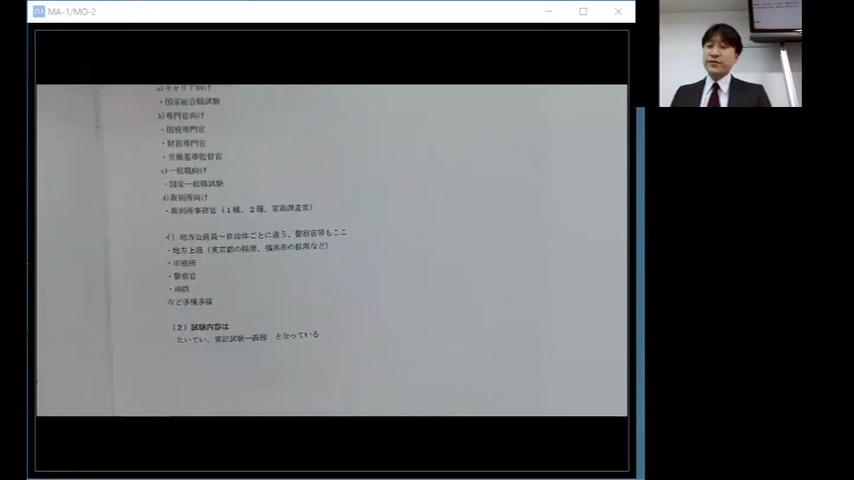 MA-1/MO-2
a)キャリア向け
・国家総合職試験
b)専門官向け
・国税専門官
・財務専門官
・労働基準監督官
c)一般職向け
・国家一般職試験
d)裁判所向け
・裁判所事務官(1種、2種、家裁調査官)
イ)地方公務員~自治体ごとに違う、警察官等もここ
・地方上級(東京都の採用、横浜市の採用など)
・市役所
・警察官
・消防
など多種多様
(2)試験内容は
たいてい、筆記試験→面接 となっている